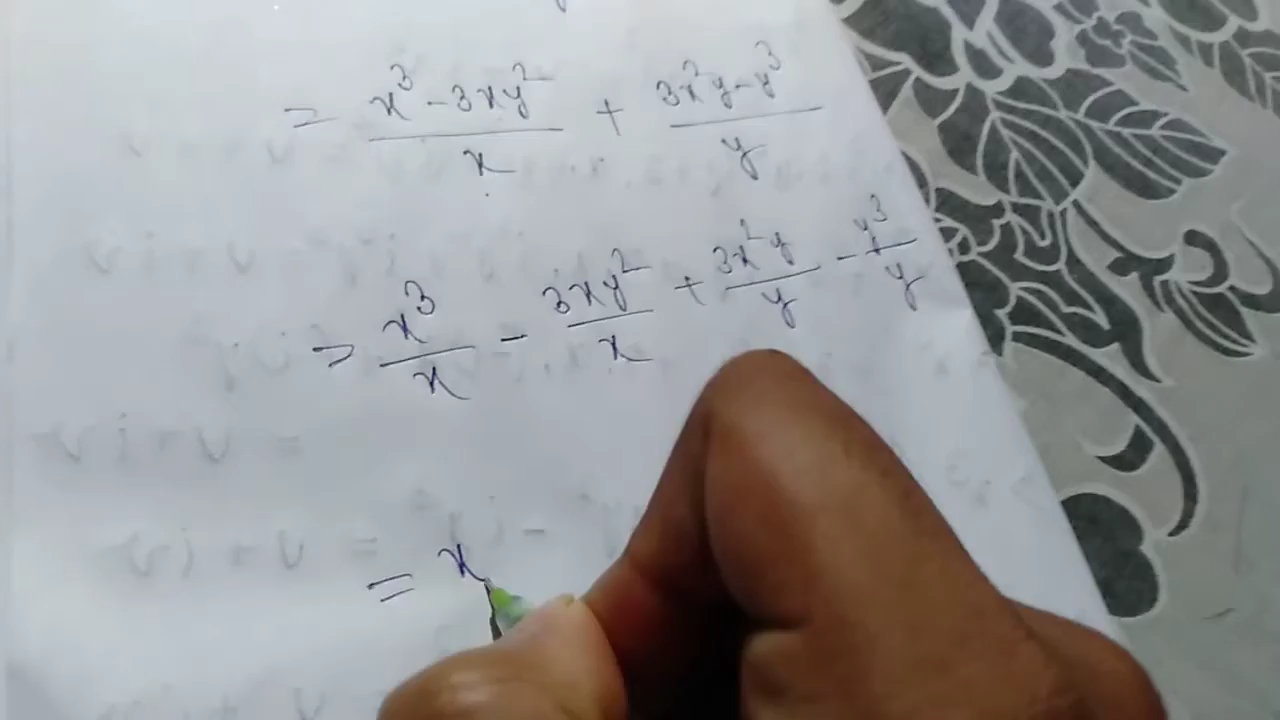 = x³ - 3xy² / x + 3x²y - y³ / y
= x³ / x - 3xy² / x + 3x²y / y - y³ / y
= x